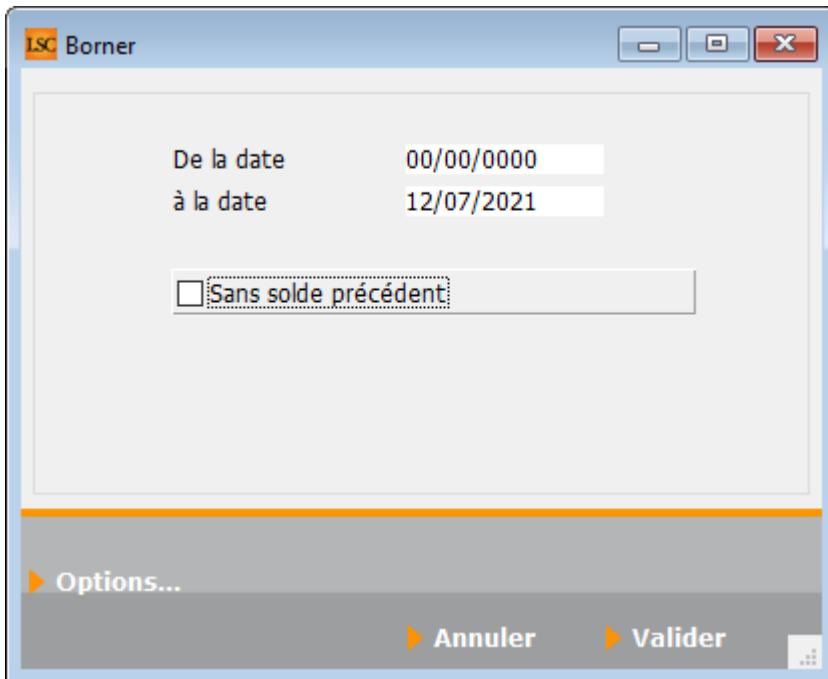 LSC Borner
De la date 00/00/0000
à la date 12/07/2021
Sans solde précédent
Options...
Annuler Valider